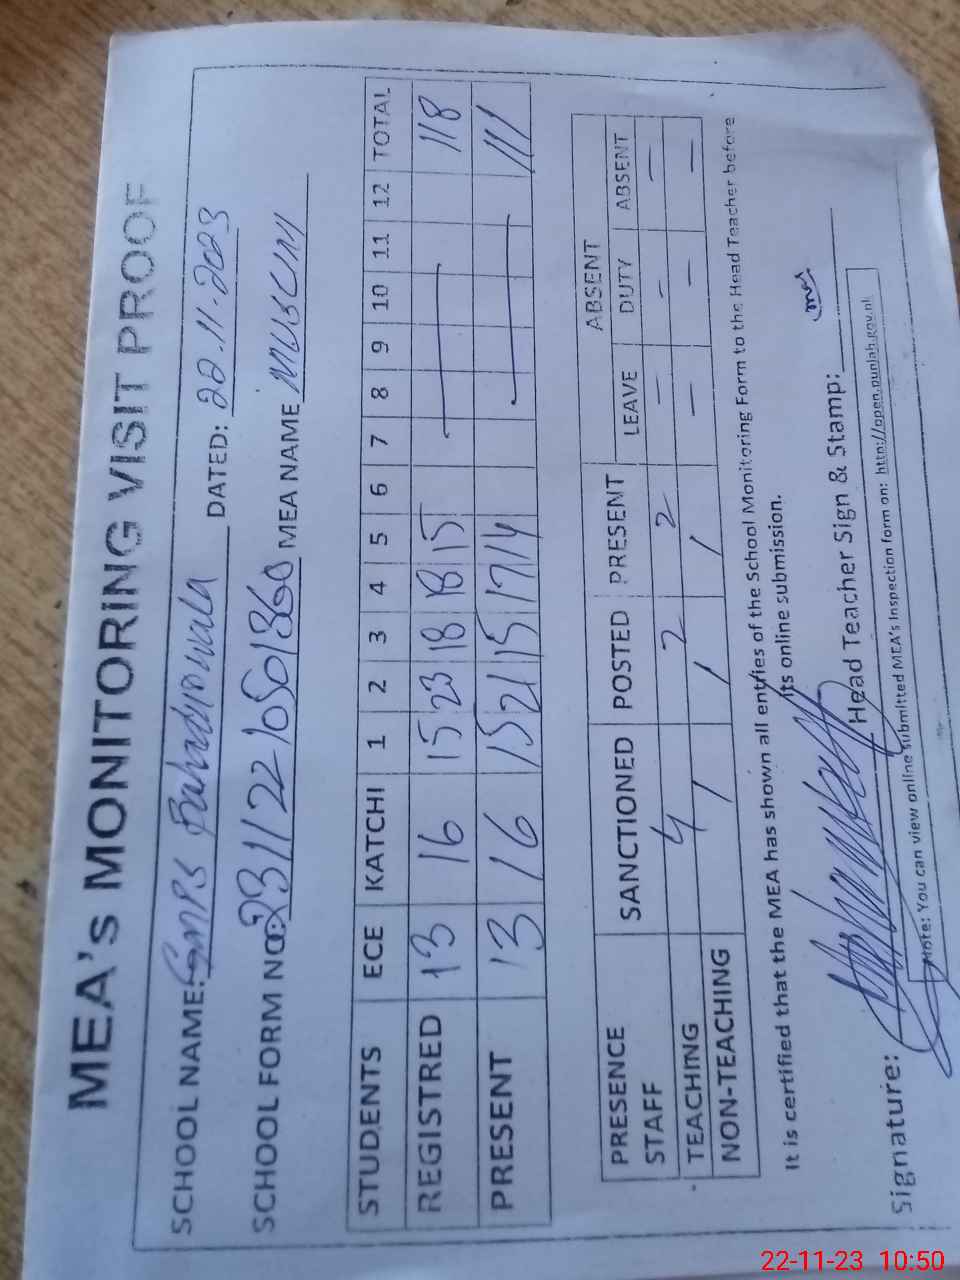 MEA's MONITORING VISIT PROOF
SCHOOL NAME: GMPS DATED: 22.11.2023
SCHOOL FORM NO: MEA NAME
STUDENTS ECE KATCHI 1 2 3 4 5 6 7 8 9 10 11 12 TOTAL
REGISTRED 13 16 15 23 18 18 15 118
PRESENT 13 16 15 21 15 17 14 111
PRESENCE SANCTIONED POSTED PRESENT ABSENT
STAFF LEAVE DUTY ABSENT
TEACHING 4 2 2 — — —
NON-TEACHING 1 1 1 — — —
It is certified that the MEA has shown all entries of the School Monitoring Form to the Head Teacher before
its online submission.
Signature: Head Teacher Sign & Stamp:
Note: You can view online submitted MEA's Inspection form on: http://open.punjab.gov.pk
22-11-23 10:50